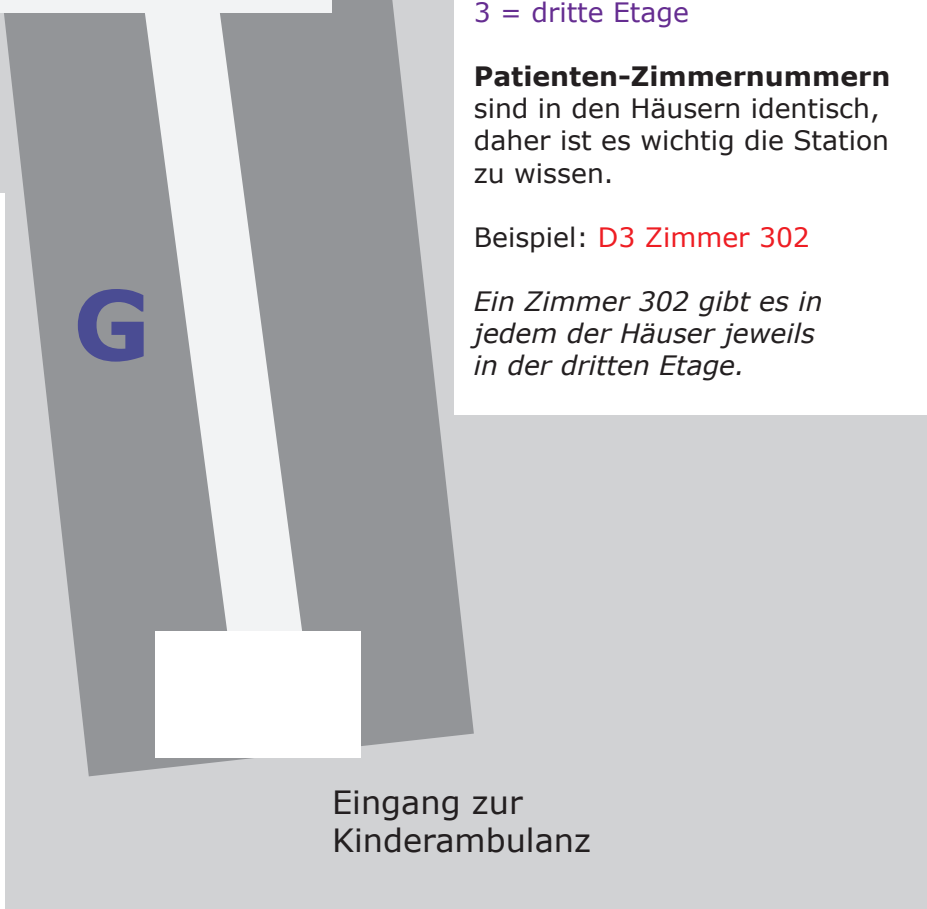 3 = dritte Etage
Patienten-Zimmernummern
sind in den Häusern identisch,
daher ist es wichtig die Station
zu wissen.
Beispiel: D3 Zimmer 302
Ein Zimmer 302 gibt es in
jedem der Häuser jeweils
in der dritten Etage.
G
Eingang zur
Kinderambulanz